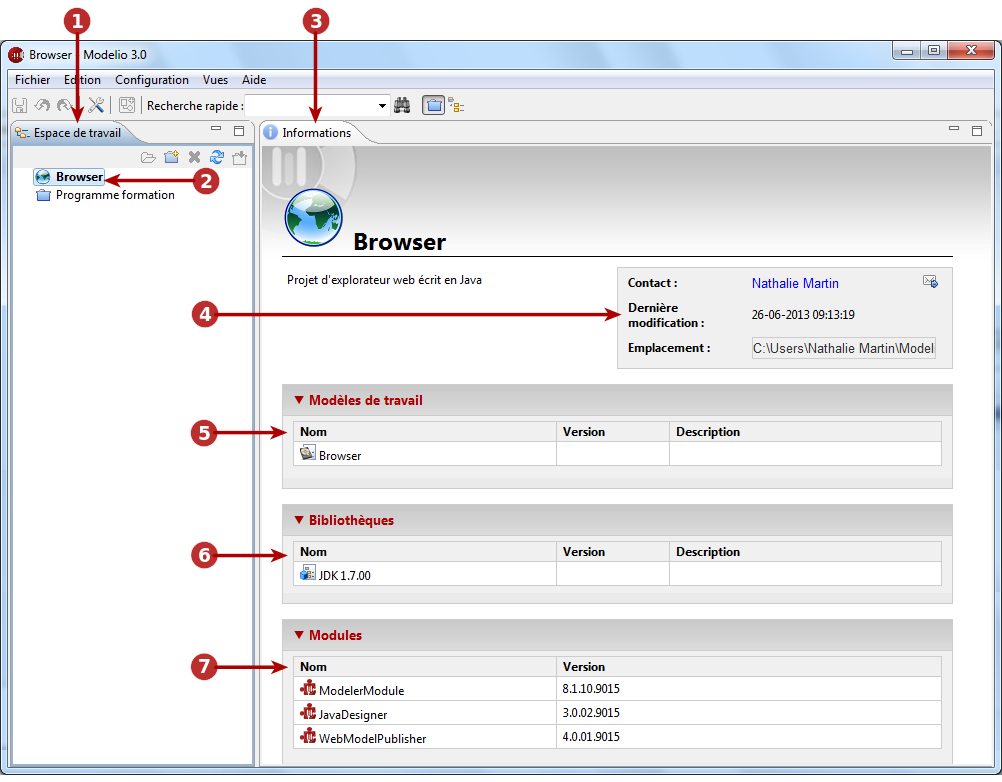 1 3
Browser Modelio 3.0
Fichier Edition Configuration Vues Aide
Recherche rapide :
Espace de travail
Informations
Browser
2
Programme formation
Browser
Projet d'explorateur web écrit en Java
Contact : Nathalie Martin
4
Dernière modification : 26-06-2013 09:13:19
Emplacement : C:\Users\Nathalie Martin\Model
Modèles de travail
5
Nom Version Description
Browser
Bibliothèques
6
Nom Version Description
JDK 1.7.00
Modules
7
Nom Version
ModelerModule 8.1.10.9015
JavaDesigner 3.0.02.9015
WebModelPublisher 4.0.01.9015